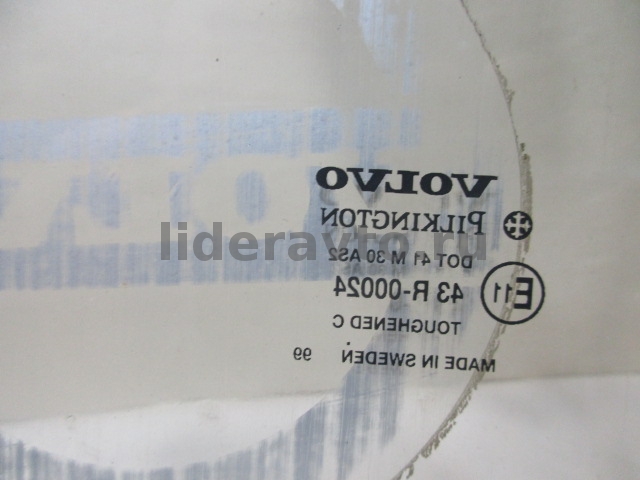 VOLVO
PILKINGTON
DOT 41 M 30 AS2
E11 43 R-00024
TOUGHENED C
MADE IN SWEDEN 99
lideravto.ru